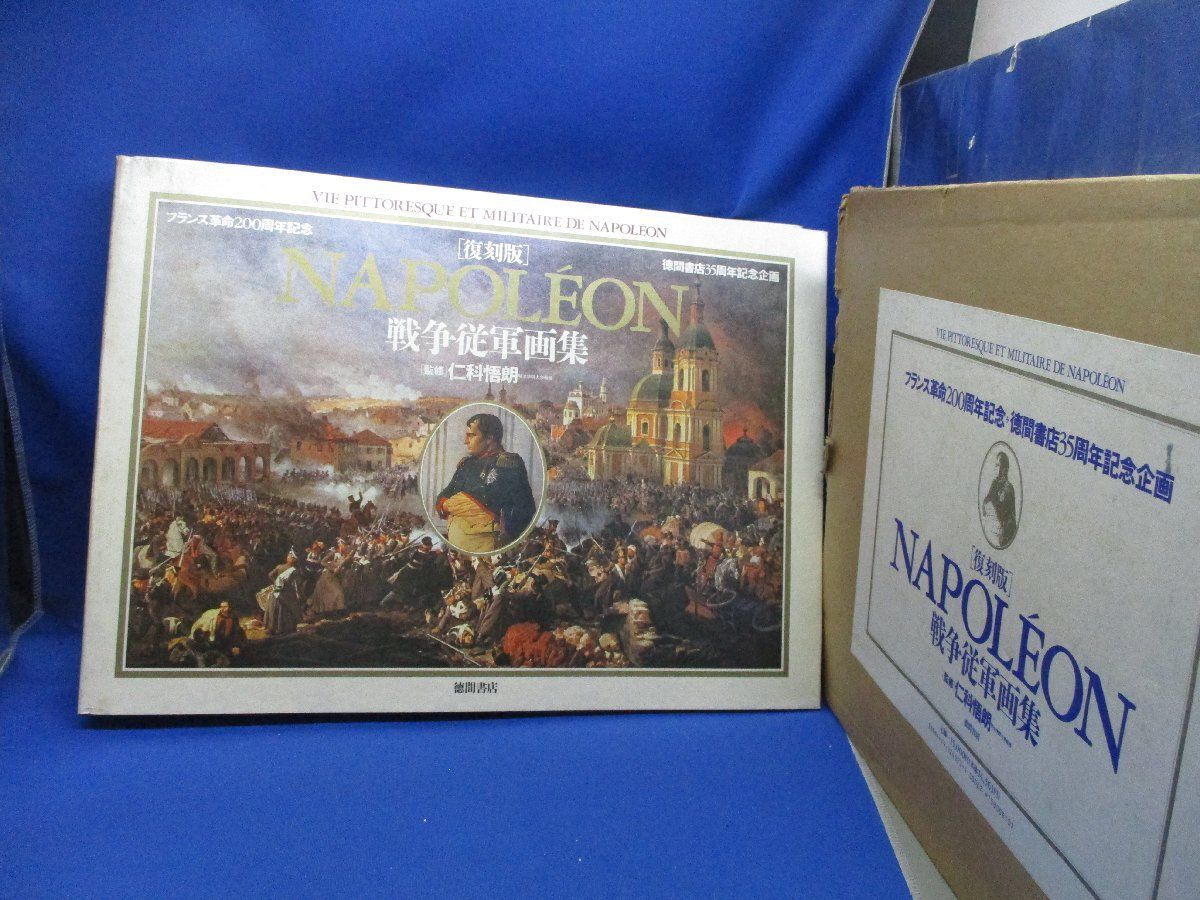 VIE PITTORESQUE ET MILITAIRE DE NAPOLÉON
フランス革命200周年記念
徳間書店35周年記念企画
[復刻版]
NAPOLÉON
戦争・従軍画集
[監修] 仁科悟朗
徳間書店
VIE PITTORESQUE ET MILITAIRE DE NAPOLÉON
フランス革命200周年記念・徳間書店35周年記念企画
[復刻版]
NAPOLÉON
戦争・従軍画集
監修 仁科悟朗
徳間書店